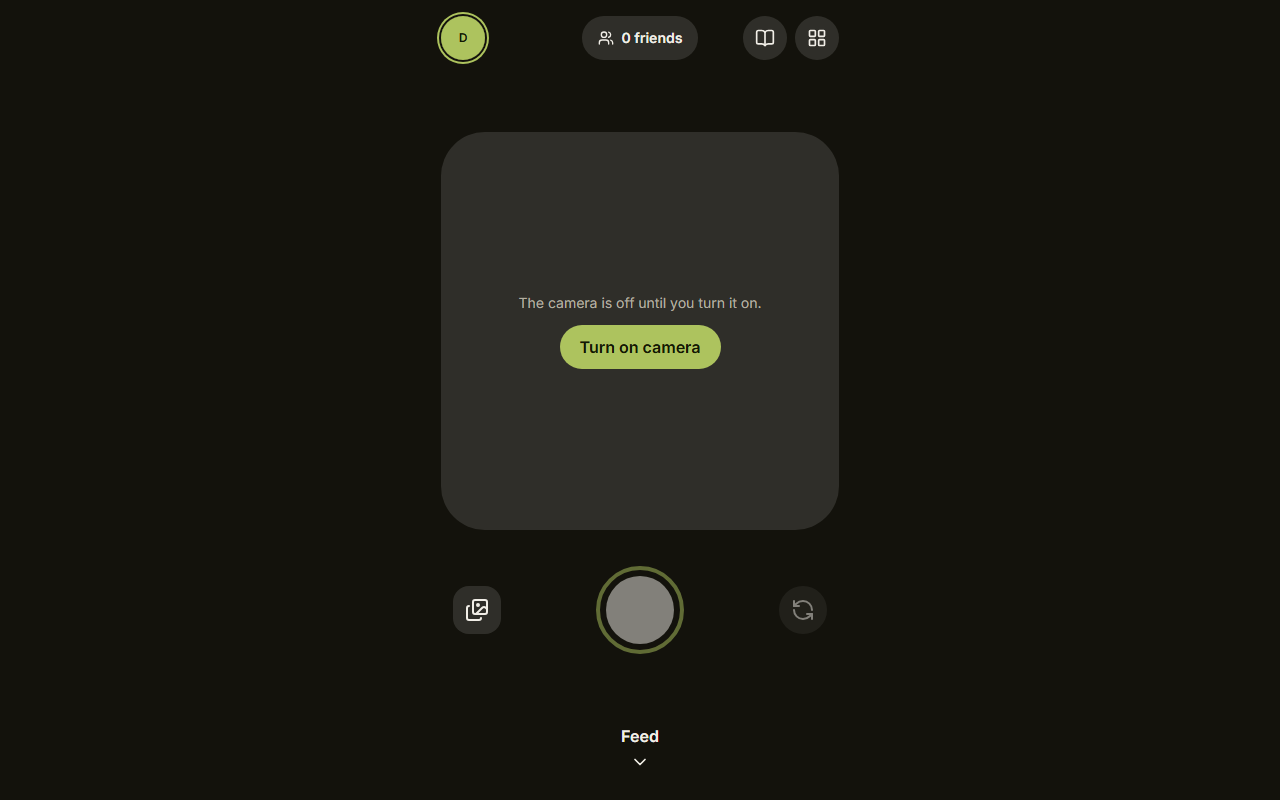 D
0 friends
The camera is off until you turn it on.
Turn on camera
Feed